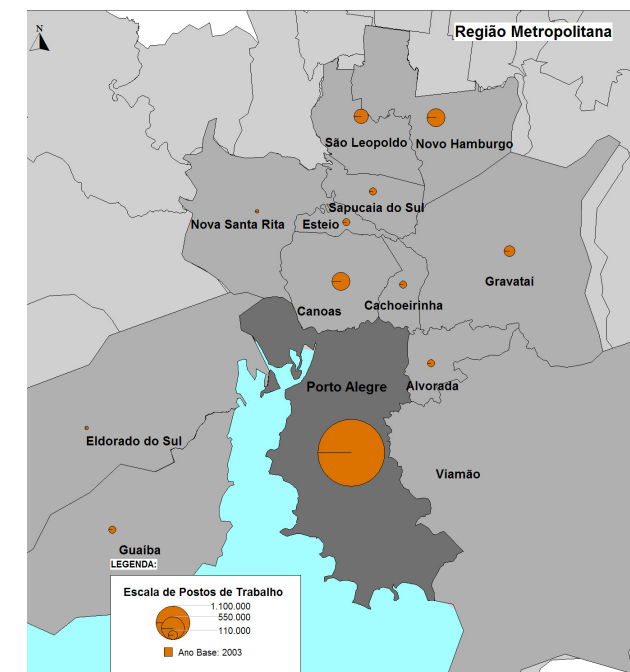 Região Metropolitana
N
São Leopoldo
Novo Hamburgo
Sapucaia do Sul
Nova Santa Rita
Esteio
Gravataí
Canoas
Cachoeirinha
Porto Alegre
Alvorada
Eldorado do Sul
Viamão
Guaíba
LEGENDA:
Escala de Postos de Trabalho
1.100.000
550.000
110.000
Ano Base: 2003